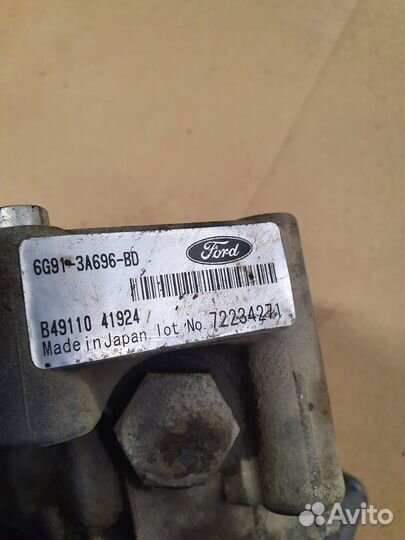 Ford
6G91-3A696-BD
B49110 41924
Made in Japan lot No. 72234271
Avito